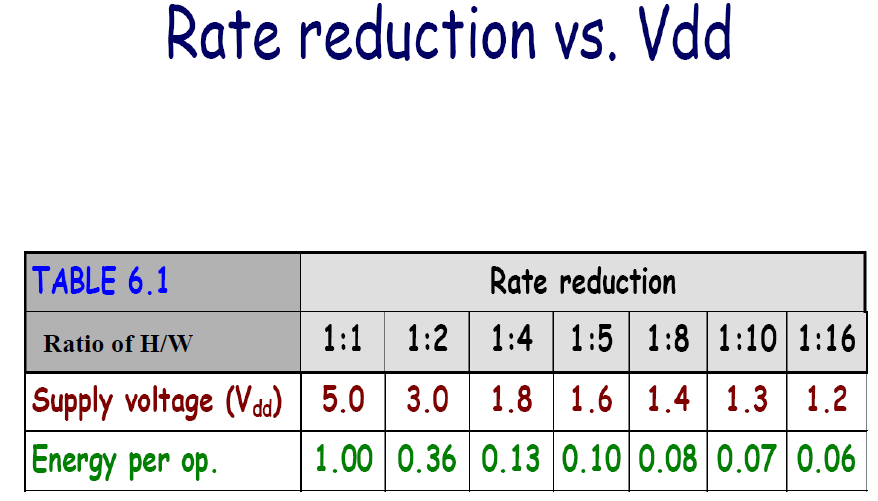 Rate reduction vs. Vdd
TABLE 6.1 Rate reduction
Ratio of H/W 1:1 1:2 1:4 1:5 1:8 1:10 1:16
Supply voltage (Vdd) 5.0 3.0 1.8 1.6 1.4 1.3 1.2
Energy per op. 1.00 0.36 0.13 0.10 0.08 0.07 0.06